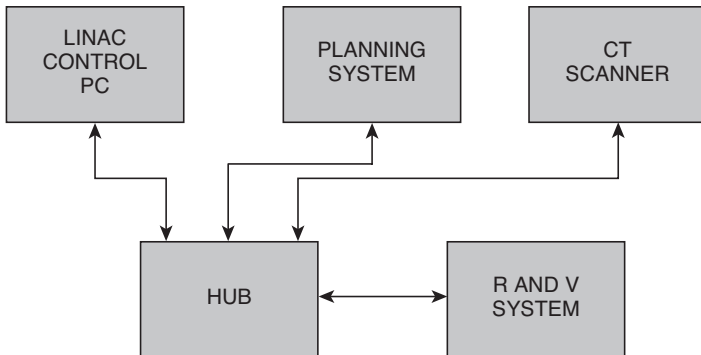 LINAC
CONTROL
PC
PLANNING
SYSTEM
CT
SCANNER
HUB
R AND V
SYSTEM